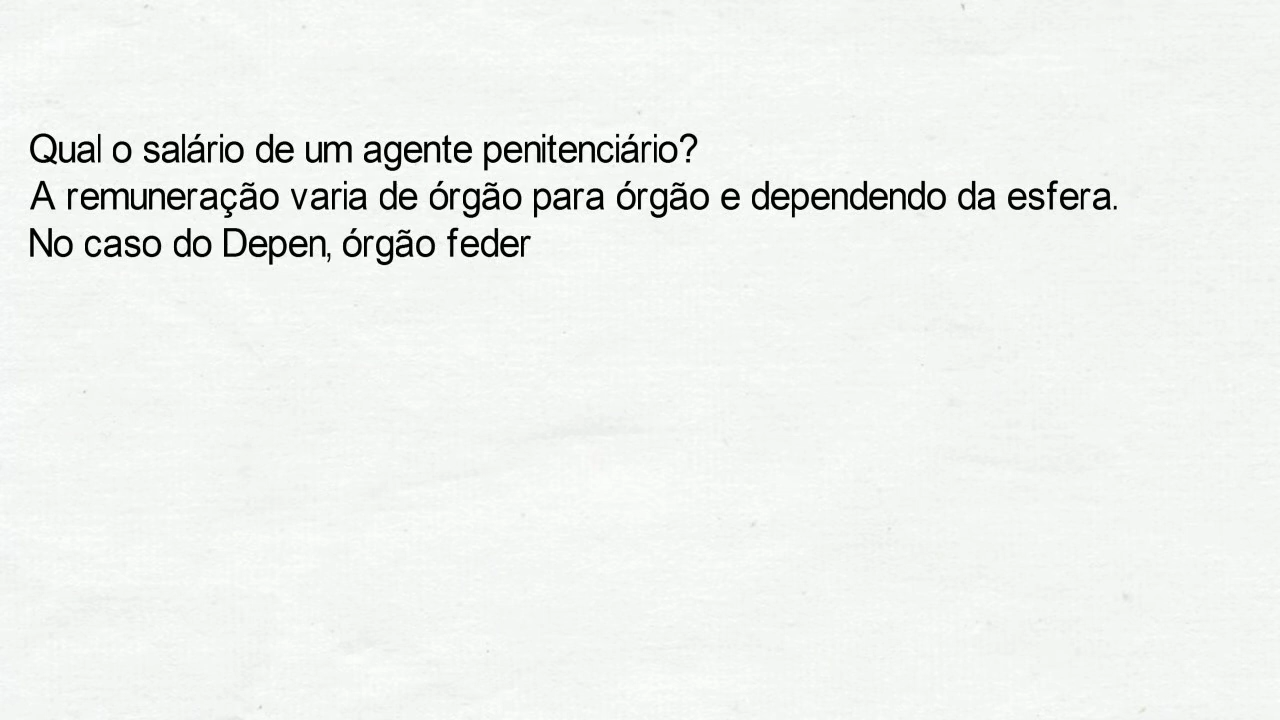 Qual o salário de um agente penitenciário?
A remuneração varia de órgão para órgão e dependendo da esfera.
No caso do Depen, órgão feder